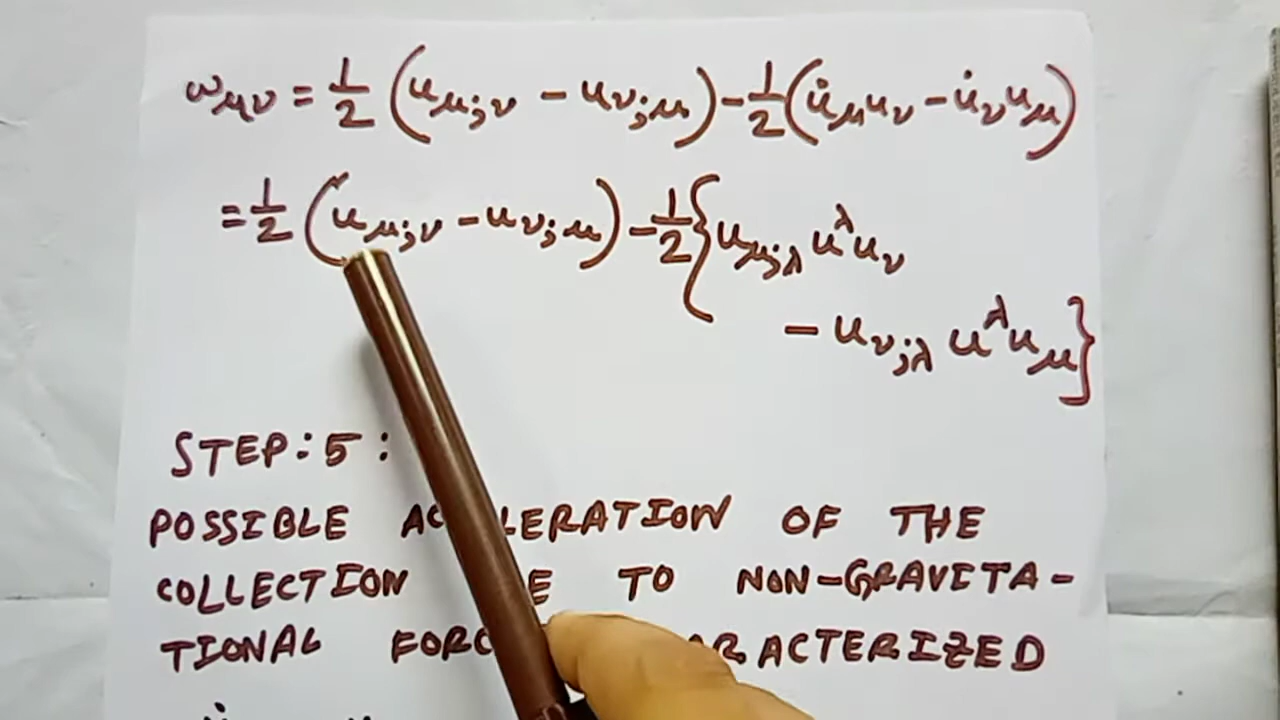 ω_μν = 1/2 (u_μ;ν − u_ν;μ) − 1/2 (u̇_μ u_ν − u̇_ν u_μ)
= 1/2 (u_μ;ν − u_ν;μ) − 1/2 { u_μ;λ u^λ u_ν
− u_ν;λ u^λ u_μ }
STEP:5:
POSSIBLE OF THE
COLLECTION TO NON-GRAVITA-
TIONAL